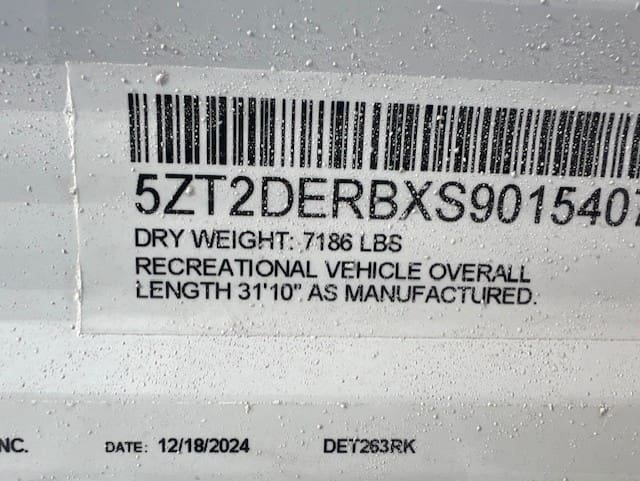 5ZT2DERBXS901540
DRY WEIGHT: 7186 LBS
RECREATIONAL VEHICLE OVERALL
LENGTH 31'10" AS MANUFACTURED.
NC. DATE: 12/18/2024 DET263RK